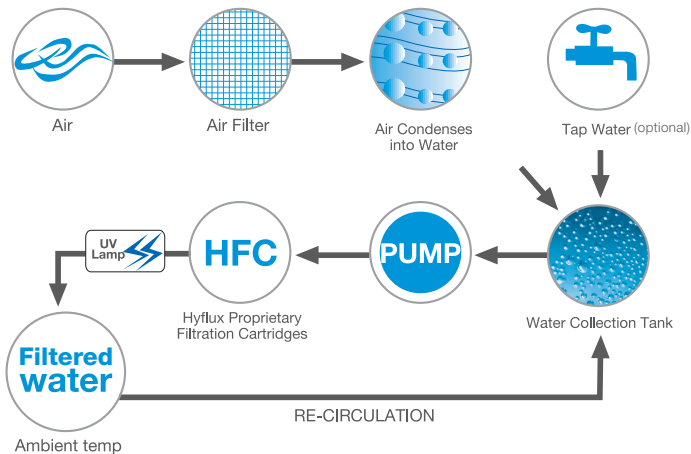 Air
Air Filter
Air Condenses
into Water
Tap Water (optional)
UV
Lamp
HFC
PUMP
Hyflux Proprietary
Filtration Cartridges
Water Collection Tank
Filtered
water
RE-CIRCULATION
Ambient temp